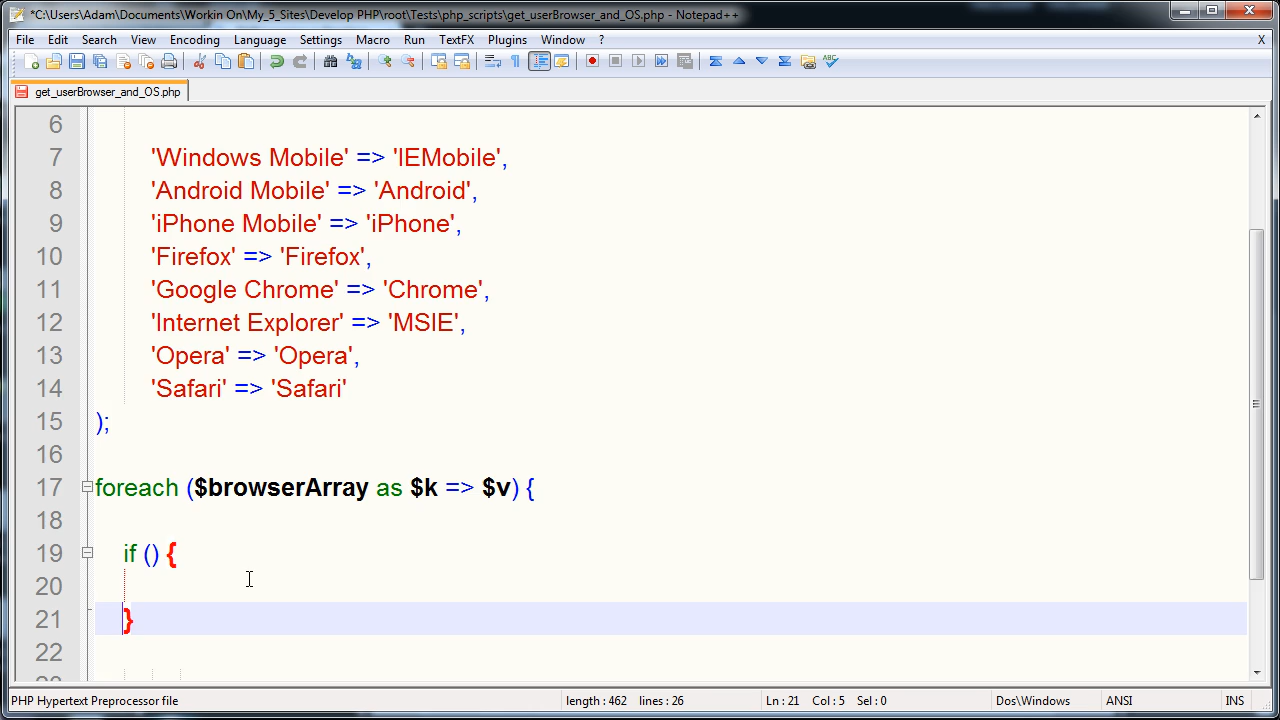 *C:\Users\Adam\Documents\Workin On\My_5_Sites\Develop PHP\root\Tests\php_scripts\get_userBrowser_and_OS.php - Notepad++
File Edit Search View Encoding Language Settings Macro Run TextFX Plugins Window ? X
get_userBrowser_and_OS.php
6
7 'Windows Mobile' => 'IEMobile',
8 'Android Mobile' => 'Android',
9 'iPhone Mobile' => 'iPhone',
10 'Firefox' => 'Firefox',
11 'Google Chrome' => 'Chrome',
12 'Internet Explorer' => 'MSIE',
13 'Opera' => 'Opera',
14 'Safari' => 'Safari'
15 );
16
17 foreach ($browserArray as $k => $v) {
18
19 if () {
20
21 }
22
PHP Hypertext Preprocessor file length : 462 lines : 26 Ln : 21 Col : 5 Sel : 0 Dos\Windows ANSI INS